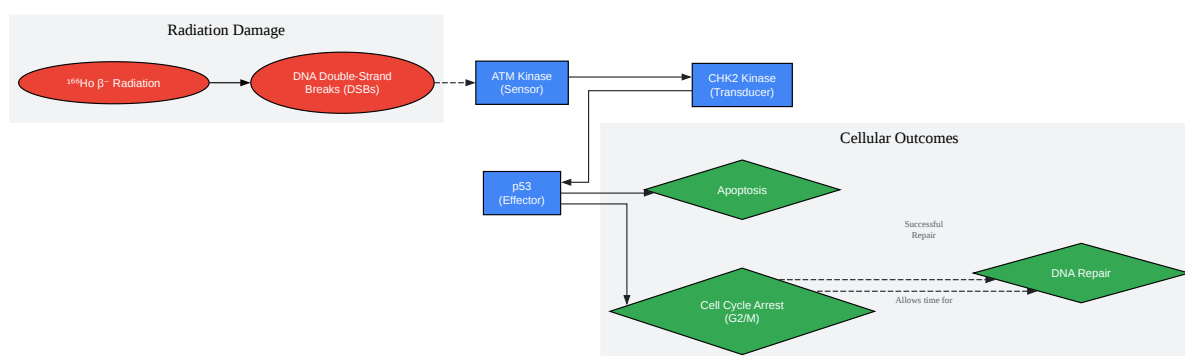 Radiation Damage
¹⁶⁶Ho β⁻ Radiation
DNA Double-Strand
Breaks (DSBs)
ATM Kinase
(Sensor)
CHK2 Kinase
(Transducer)
p53
(Effector)
Cellular Outcomes
Apoptosis
Successful
Repair
DNA Repair
Cell Cycle Arrest
(G2/M)
Allows time for